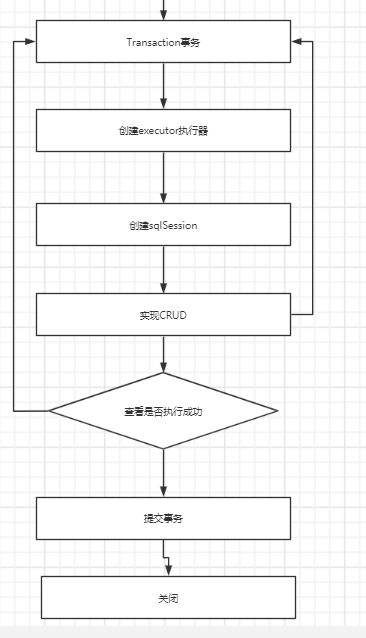 Transaction事务
创建executor执行器
创建sqlSession
实现CRUD
查看是否执行成功
提交事务
关闭